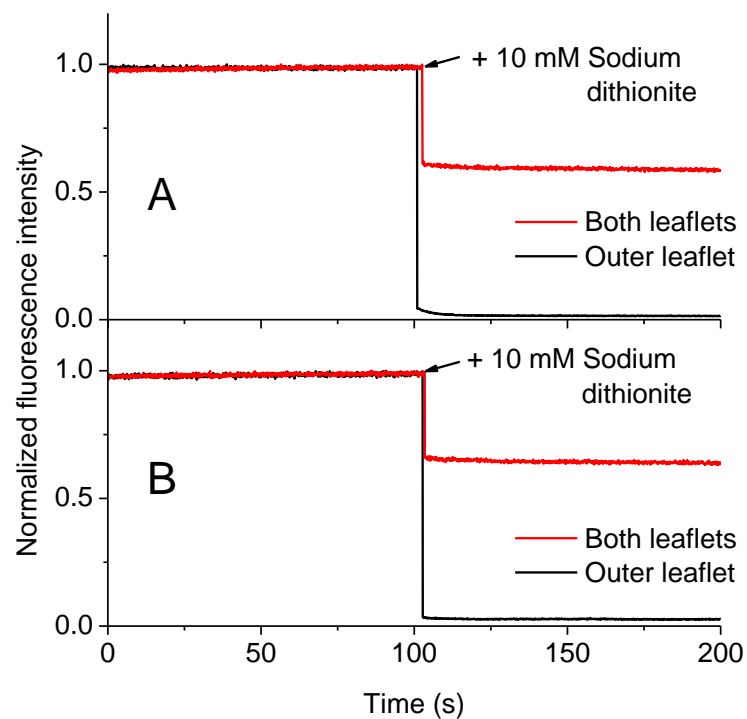 Normalized fluorescence intensity
1.0
+ 10 mM Sodium
dithionite
A
0.5
Both leaflets
Outer leaflet
0.0
1.0
+ 10 mM Sodium
dithionite
B
0.5
Both leaflets
Outer leaflet
0.0
0 50 100 150 200
Time (s)